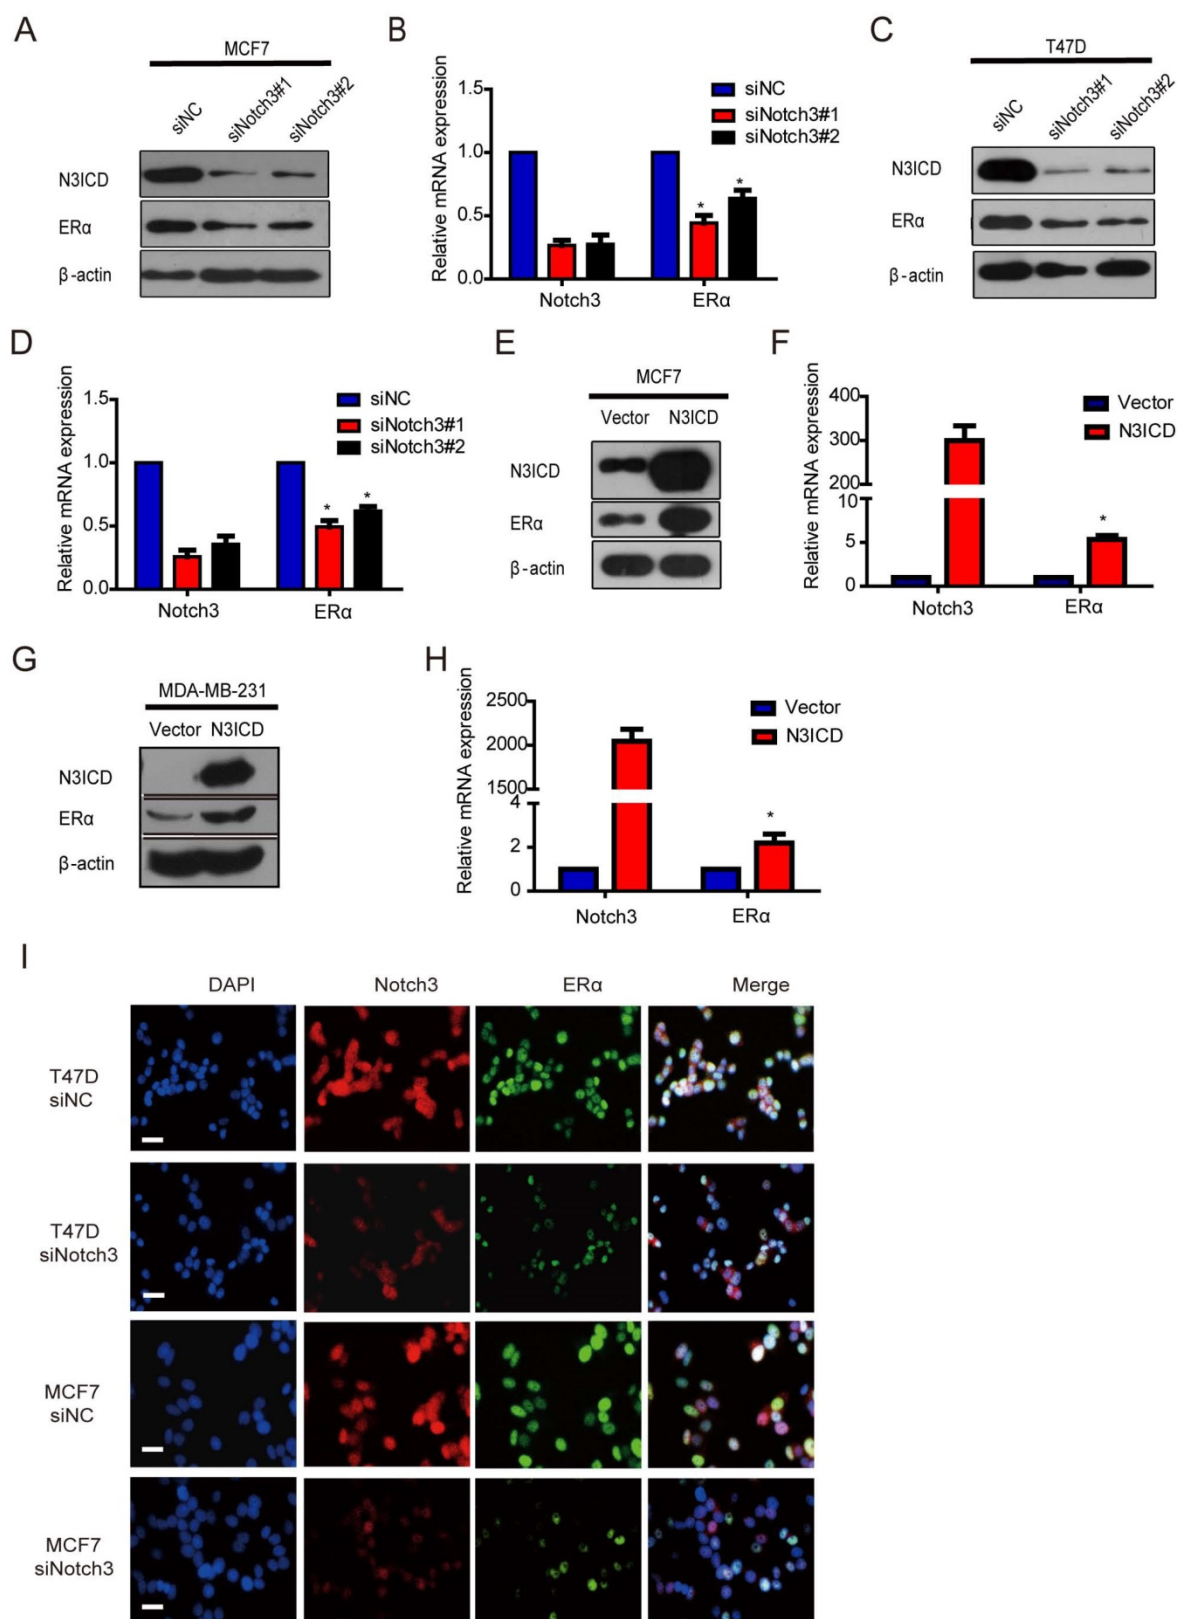 A
MCF7
siNC siNotch3#1 siNotch3#2
N3ICD
ERα
β-actin
B
Relative mRNA expression
1.5
1.0
0.5
0.0
siNC
siNotch3#1
siNotch3#2
* *
Notch3 ERα
C
T47D
siNC siNotch3#1 siNotch3#2
N3ICD
ERα
β-actin
D
Relative mRNA expression
1.5
1.0
0.5
0.0
siNC
siNotch3#1
siNotch3#2
* *
Notch3 ERα
E
MCF7
Vector N3ICD
N3ICD
ERα
β-actin
F
Relative mRNA expression
400
300
200
10
5
0
Vector
N3ICD
*
Notch3 ERα
G
MDA-MB-231
Vector N3ICD
N3ICD
ERα
β-actin
H
Relative mRNA expression
2500
2000
1500
4
2
0
Vector
N3ICD
*
Notch3 ERα
I
DAPI Notch3 ERα Merge
T47D
siNC
T47D
siNotch3
MCF7
siNC
MCF7
siNotch3